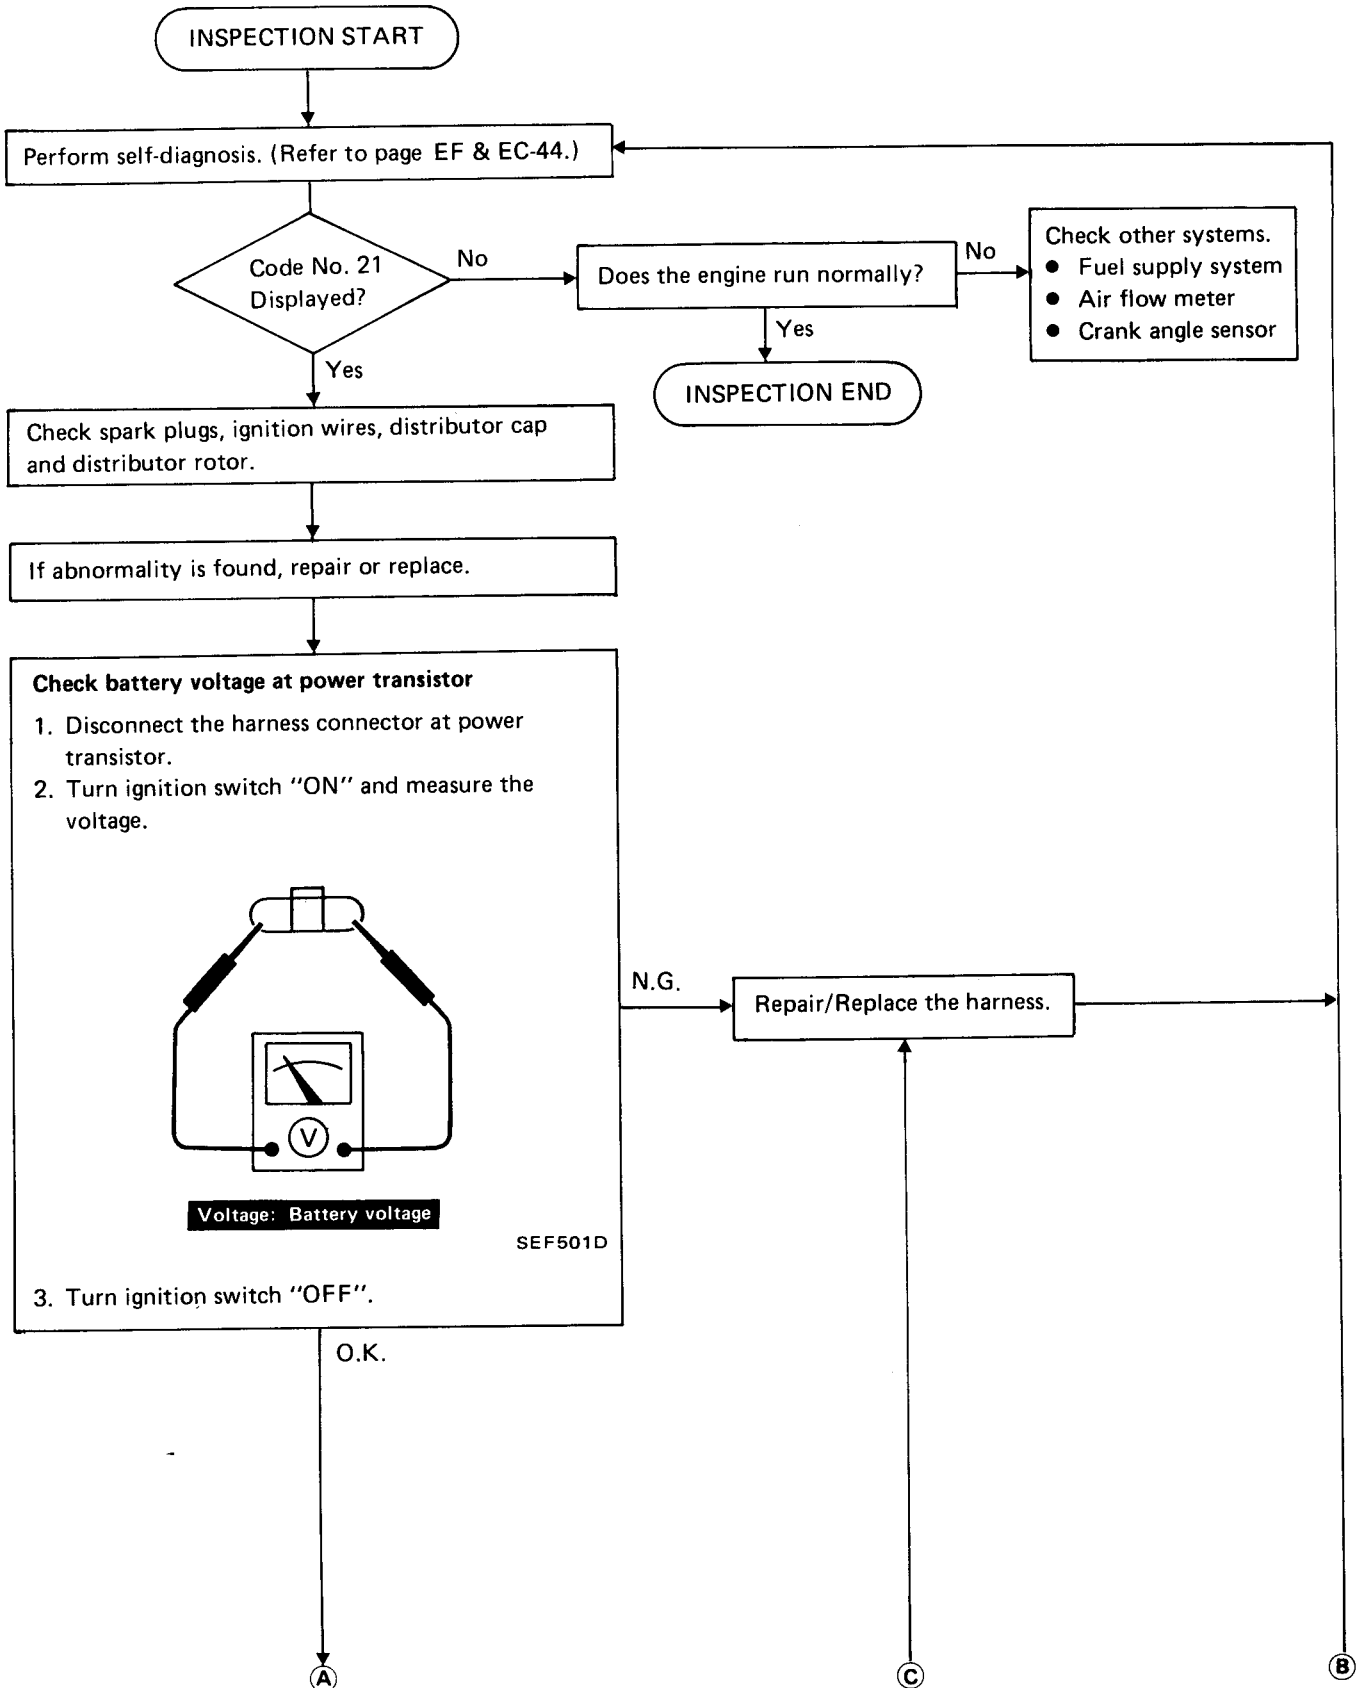 INSPECTION START
Perform self-diagnosis. (Refer to page EF & EC-44.)
Code No. 21
Displayed?
No
Does the engine run normally?
No
Check other systems.
● Fuel supply system
● Air flow meter
● Crank angle sensor
Yes
INSPECTION END
Yes
Check spark plugs, ignition wires, distributor cap
and distributor rotor.
If abnormality is found, repair or replace.
Check battery voltage at power transistor
1. Disconnect the harness connector at power
transistor.
2. Turn ignition switch "ON" and measure the
voltage.
V
Voltage: Battery voltage
SEF501D
3. Turn ignition switch "OFF".
N.G.
Repair/Replace the harness.
O.K.
A
C
B